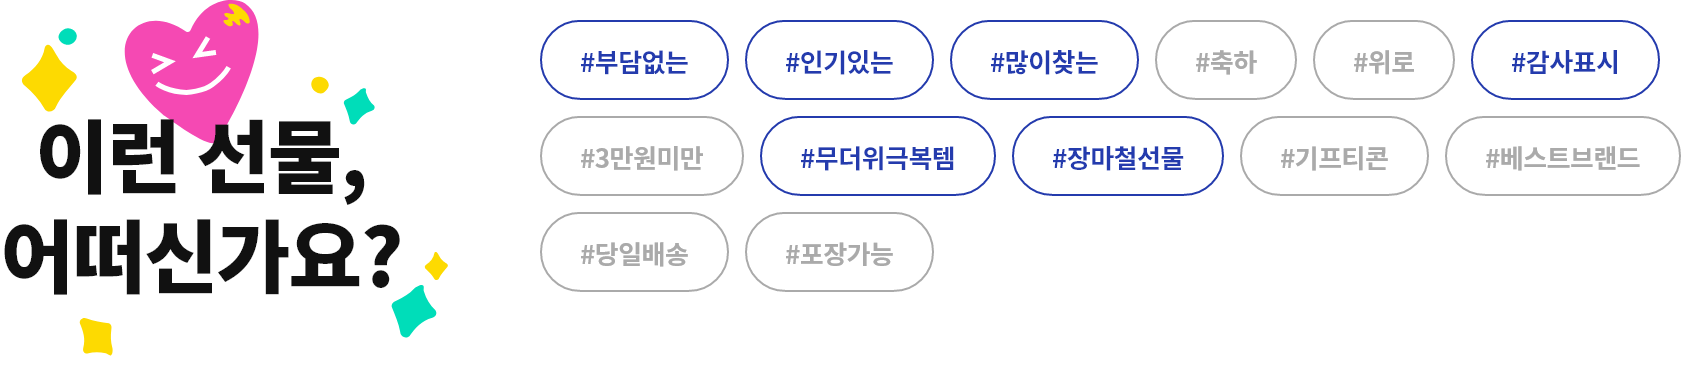 이런 선물,
어떠신가요?
#부담없는 #인기있는 #많이찾는 #축하 #위로 #감사표시
#3만원미만 #무더위극복템 #장마철선물 #기프티콘 #베스트브랜드
#당일배송 #포장가능